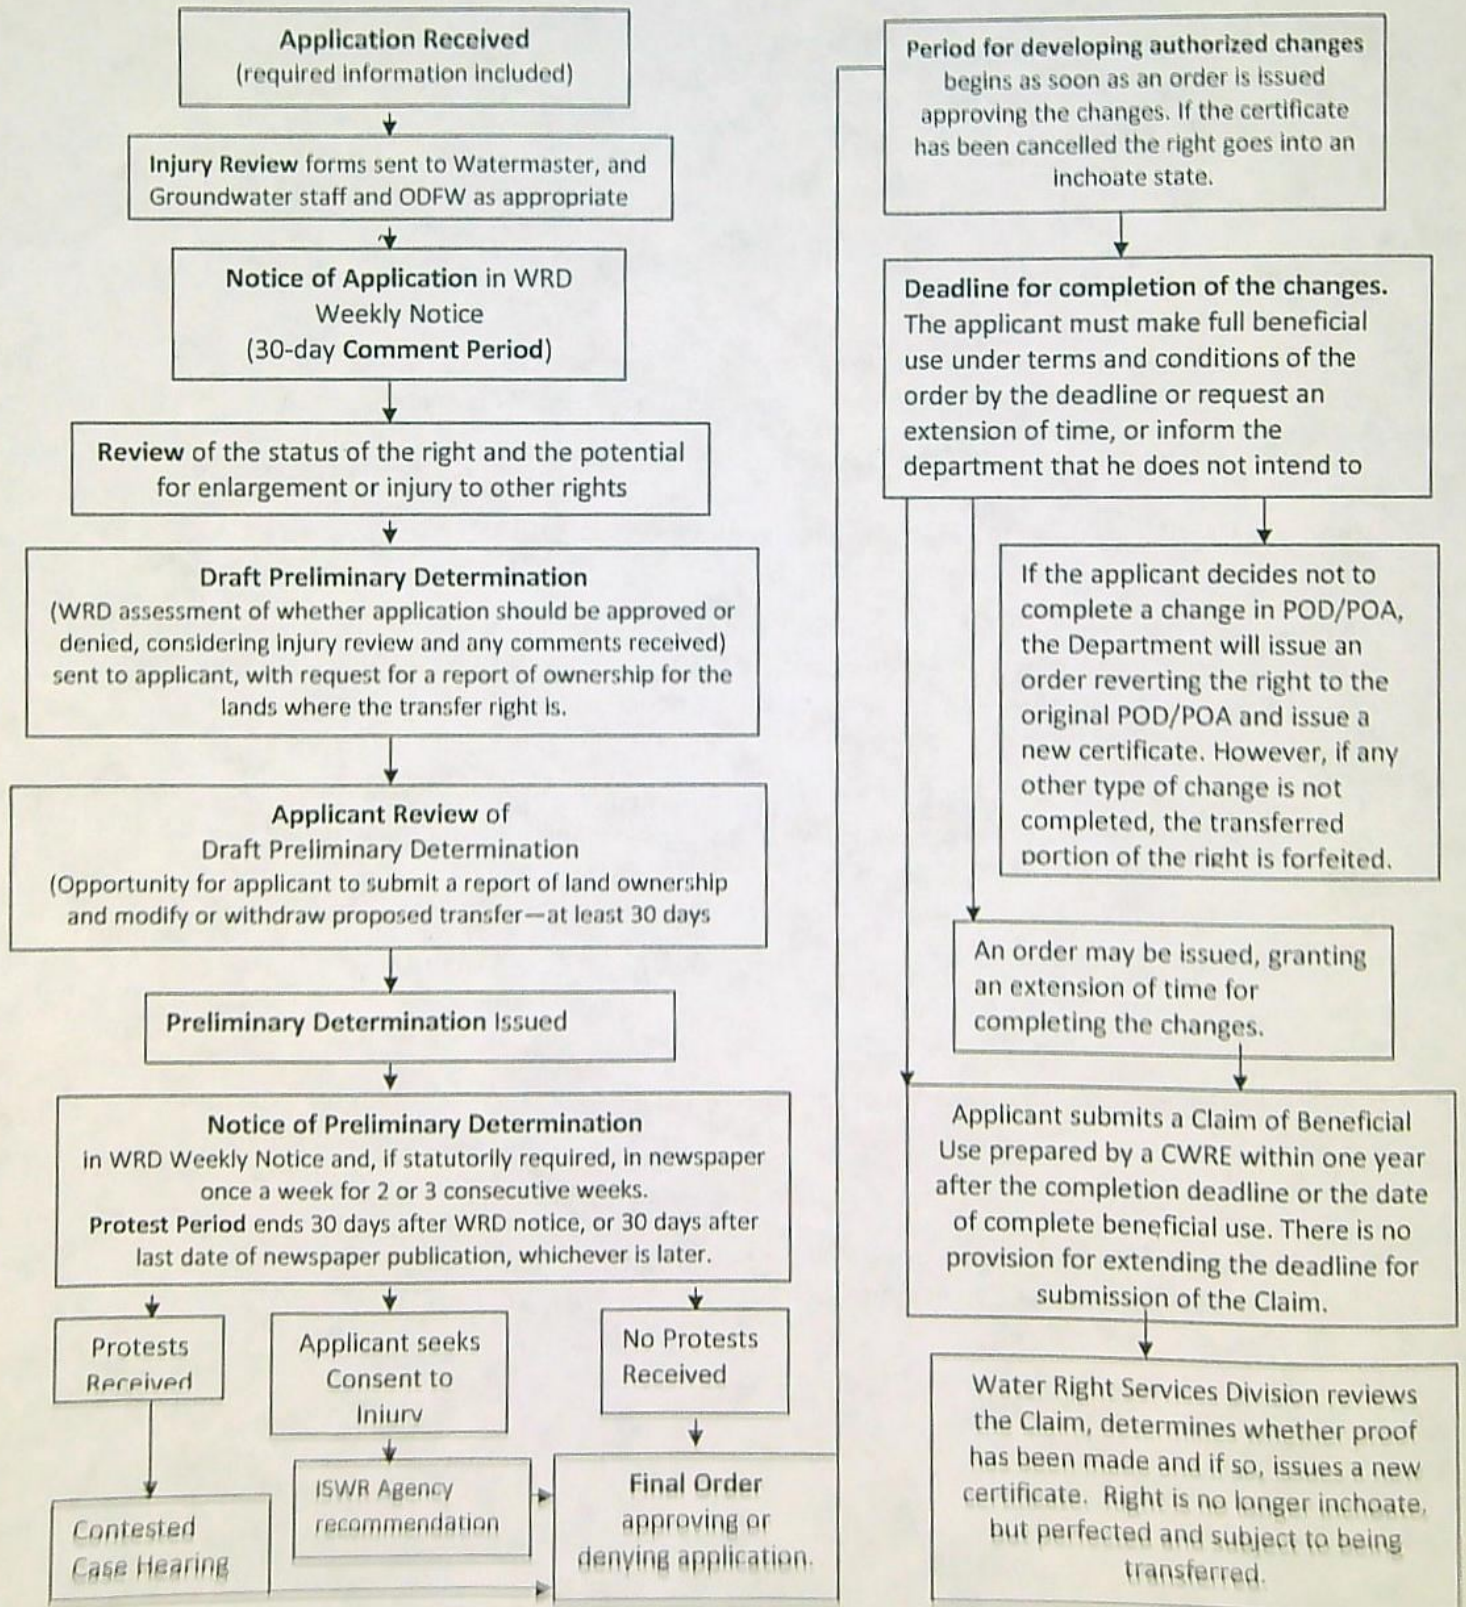 Application Received
(required information included)
Injury Review forms sent to Watermaster, and
Groundwater staff and ODFW as appropriate
Notice of Application in WRD
Weekly Notice
(30-day Comment Period)
Review of the status of the right and the potential
for enlargement or injury to other rights
Draft Preliminary Determination
(WRD assessment of whether application should be approved or
denied, considering injury review and any comments received)
sent to applicant, with request for a report of ownership for the
lands where the transfer right is.
Applicant Review of
Draft Preliminary Determination
(Opportunity for applicant to submit a report of land ownership
and modify or withdraw proposed transfer—at least 30 days
Preliminary Determination Issued
Notice of Preliminary Determination
in WRD Weekly Notice and, if statutorily required, in newspaper
once a week for 2 or 3 consecutive weeks.
Protest Period ends 30 days after WRD notice, or 30 days after
last date of newspaper publication, whichever is later.
Protests
Received
Applicant seeks
Consent to
Injury
No Protests
Received
Contested
Case Hearing
ISWR Agency
recommendation
Final Order
approving or
denying application.
Period for developing authorized changes
begins as soon as an order is issued
approving the changes. If the certificate
has been cancelled the right goes into an
inchoate state.
Deadline for completion of the changes.
The applicant must make full beneficial
use under terms and conditions of the
order by the deadline or request an
extension of time, or inform the
department that he does not intend to
If the applicant decides not to
complete a change in POD/POA,
the Department will issue an
order reverting the right to the
original POD/POA and issue a
new certificate. However, if any
other type of change is not
completed, the transferred
portion of the right is forfeited.
An order may be issued, granting
an extension of time for
completing the changes.
Applicant submits a Claim of Beneficial
Use prepared by a CWRE within one year
after the completion deadline or the date
of complete beneficial use. There is no
provision for extending the deadline for
submission of the Claim.
Water Right Services Division reviews
the Claim, determines whether proof
has been made and if so, issues a new
certificate. Right is no longer inchoate,
but perfected and subject to being
transferred.